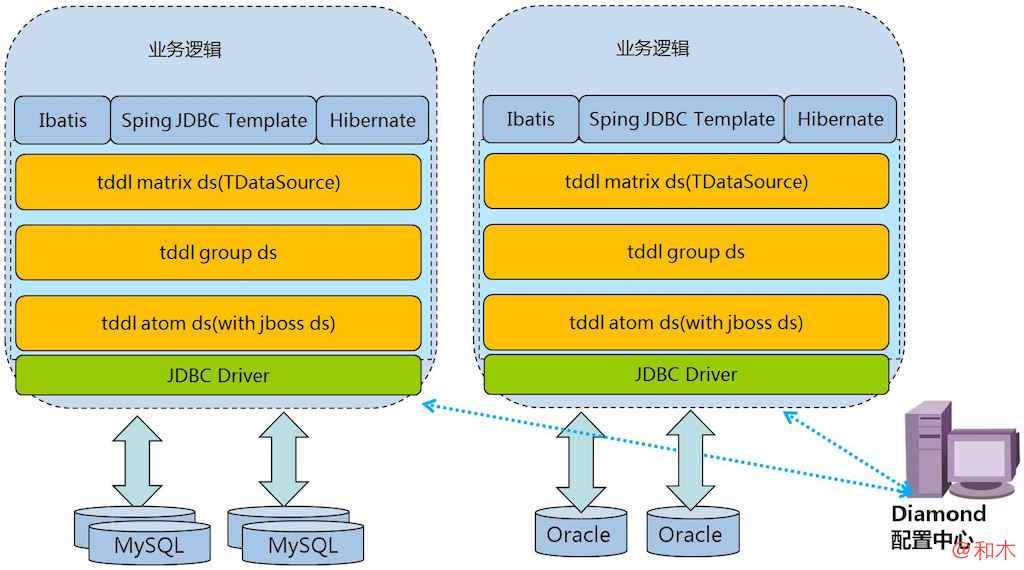 业务逻辑
Ibatis
Sping JDBC Template
Hibernate
tddl matrix ds(TDataSource)
tddl group ds
tddl atom ds(with jboss ds)
JDBC Driver
MySQL
MySQL
业务逻辑
Ibatis
Sping JDBC Template
Hibernate
tddl matrix ds(TDataSource)
tddl group ds
tddl atom ds(with jboss ds)
JDBC Driver
Oracle
Oracle
Diamond
配置中心
@和木